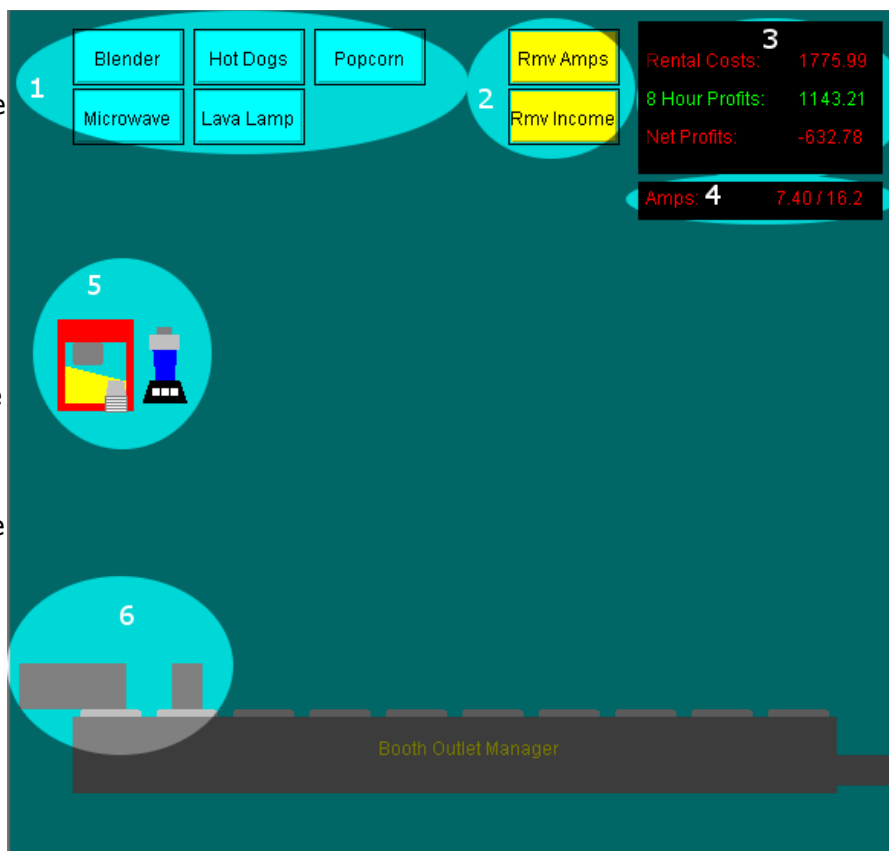 Blender Hot Dogs Popcorn
Microwave Lava Lamp
1
Rmv Amps
Rmv Income
2
3
Rental Costs: 1775.99
8 Hour Profits: 1143.21
Net Profits: -632.78
Amps: 4 7.40 / 16.2
5
6
Booth Outlet Manager
e
e
e